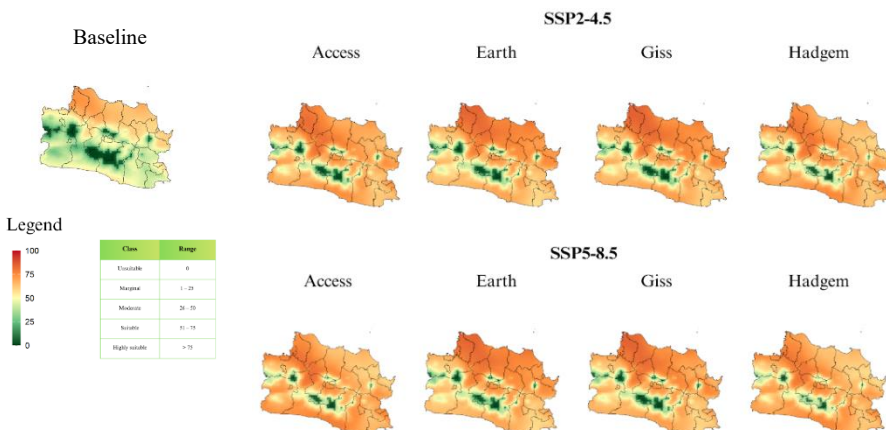 SSP2-4.5
Baseline
Access Earth Giss Hadgem
Legend
100
75
50
25
0
Class Range
Unsuitable 0
Marginal 1 - 25
Moderate 26 - 50
Suitable 51 - 75
Highly suitable > 75
SSP5-8.5
Access Earth Giss Hadgem